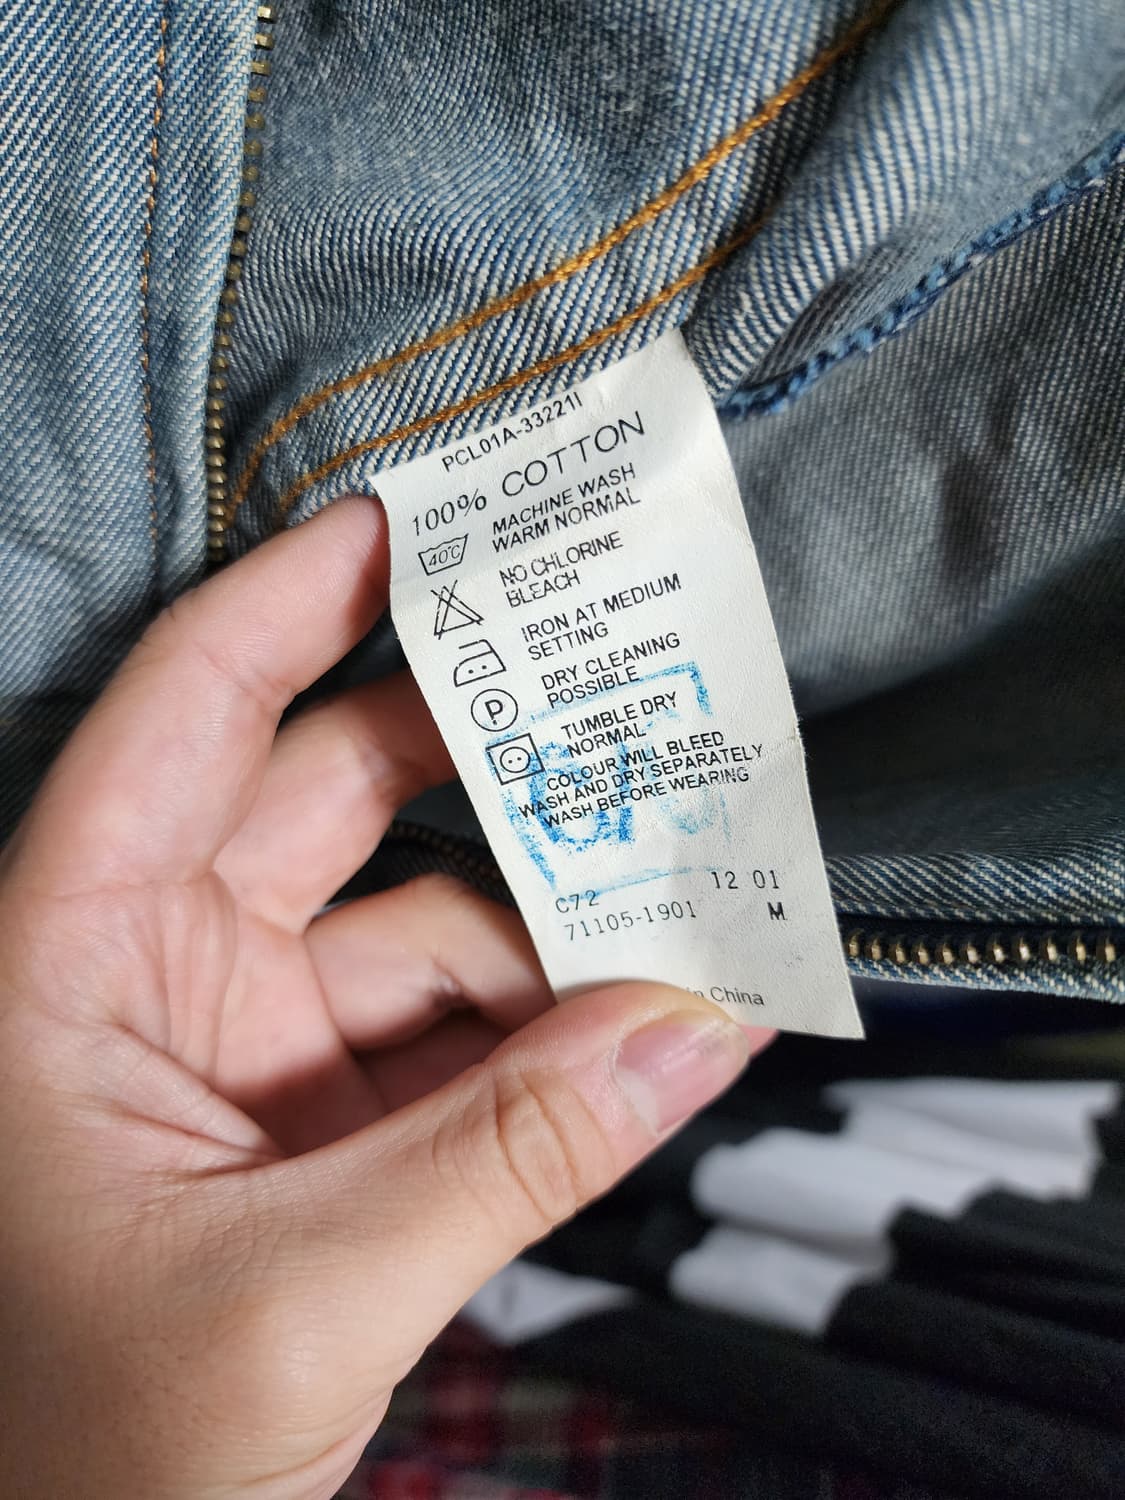 PCL01A-33221I
100% COTTON
40°C MACHINE WASH
WARM NORMAL
NO CHLORINE
BLEACH
IRON AT MEDIUM
SETTING
P DRY CLEANING
POSSIBLE
TUMBLE DRY
NORMAL
COLOUR WILL BLEED
WASH AND DRY SEPARATELY
WASH BEFORE WEARING
C72 12 01
71105-1901 M
China